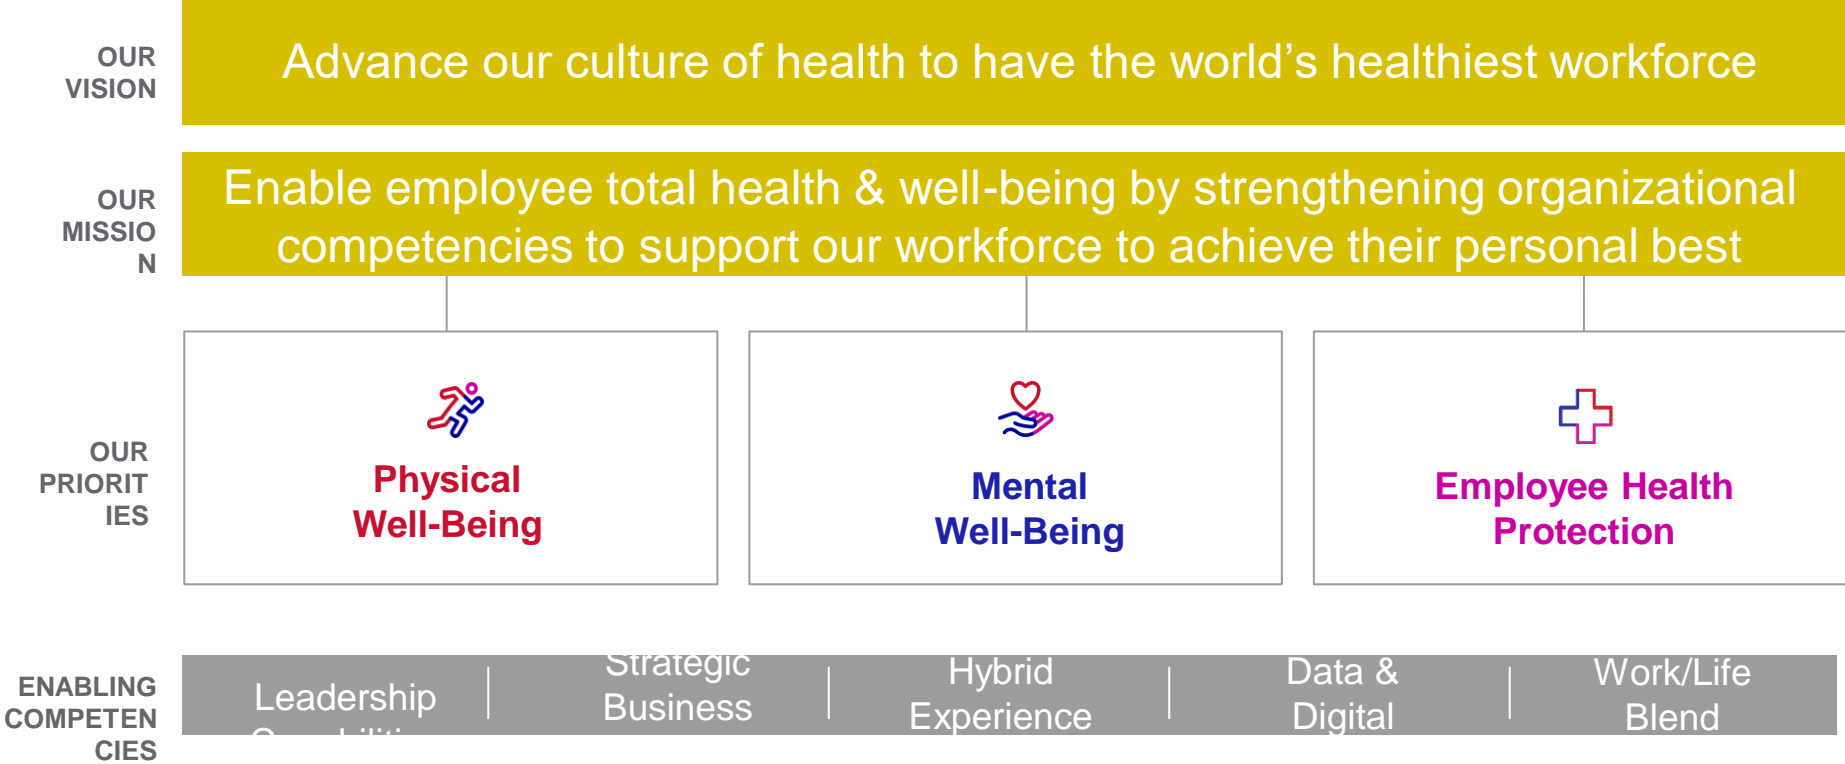 OUR
VISION
Advance our culture of health to have the world’s healthiest workforce
OUR
MISSIO
N
Enable employee total health & well-being by strengthening organizational
competencies to support our workforce to achieve their personal best
OUR
PRIORIT
IES
Physical
Well-Being
Mental
Well-Being
Employee Health
Protection
ENABLING
COMPETEN
CIES
Leadership
Strategic
Business
Hybrid
Experience
Data &
Digital
Work/Life
Blend